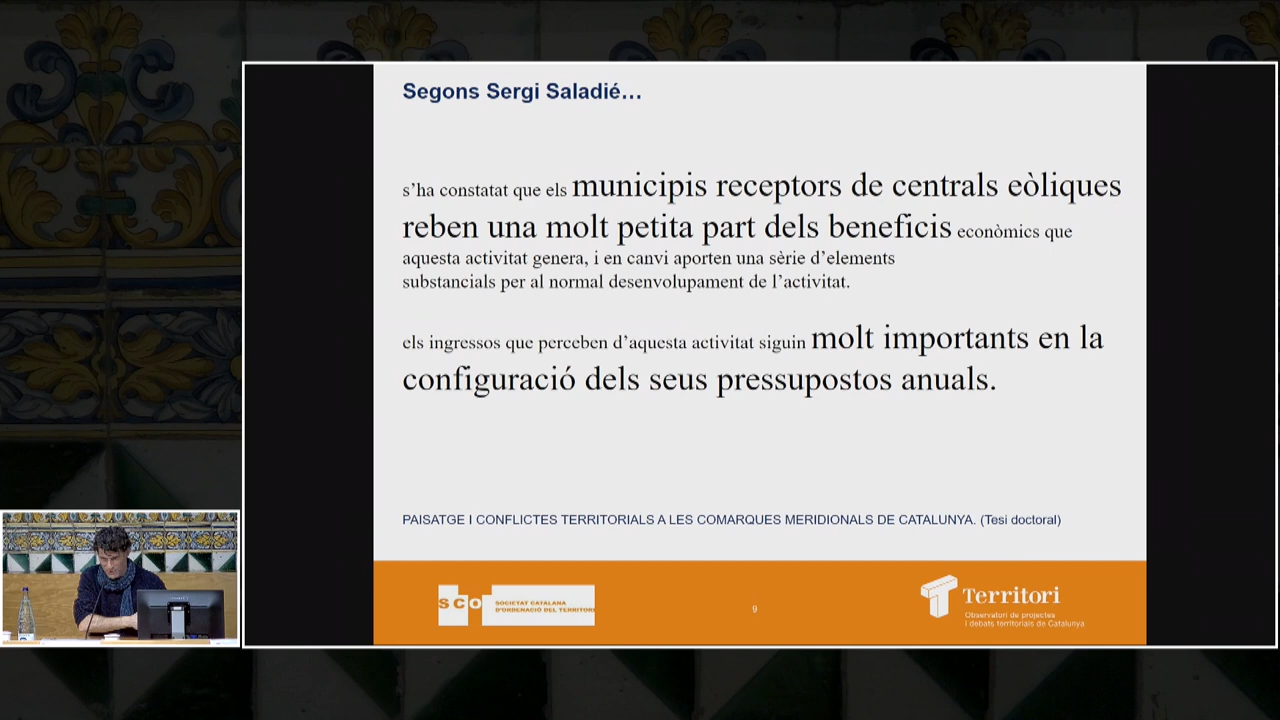 Segons Sergi Saladié…
s’ha constatat que els municipis receptors de centrals eòliques
reben una molt petita part dels beneficis econòmics que
aquesta activitat genera, i en canvi aporten una sèrie d’elements
substancials per al normal desenvolupament de l’activitat.
els ingressos que perceben d’aquesta activitat siguin molt importants en la
configuració dels seus pressupostos anuals.
PAISATGE I CONFLICTES TERRITORIALS A LES COMARQUES MERIDIONALS DE CATALUNYA. (Tesi doctoral)
SCOT
SOCIETAT CATALANA
D'ORDENACIÓ DEL TERRITORI
9
Territori
Observatori de projectes
i debats territorials de Catalunya